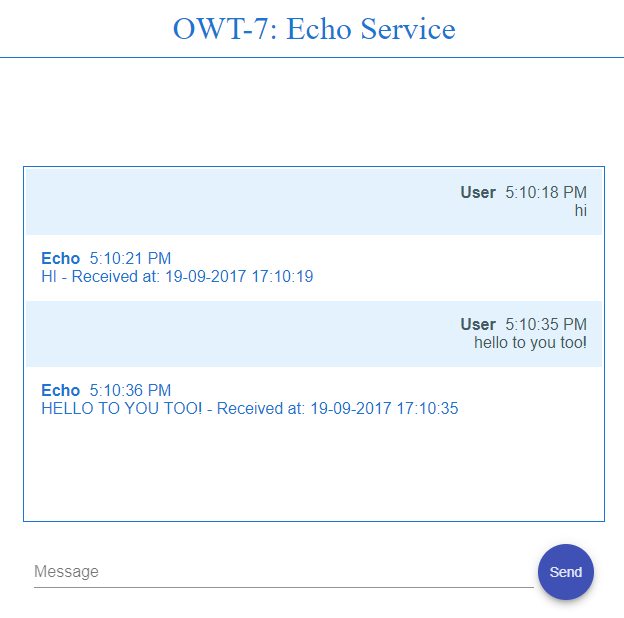 OWT-7: Echo Service
User 5:10:18 PM
hi
Echo 5:10:21 PM
HI - Received at: 19-09-2017 17:10:19
User 5:10:35 PM
hello to you too!
Echo 5:10:36 PM
HELLO TO YOU TOO! - Received at: 19-09-2017 17:10:35
Message
Send